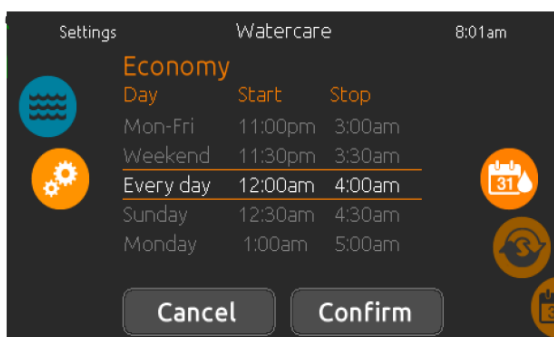 Settings Watercare 8:01am
Economy
Day Start Stop
Mon-Fri 11:00pm 3:00am
Weekend 11:30pm 3:30am
Every day 12:00am 4:00am
31
Sunday 12:30am 4:30am
Monday 1:00am 5:00am
Cancel Confirm